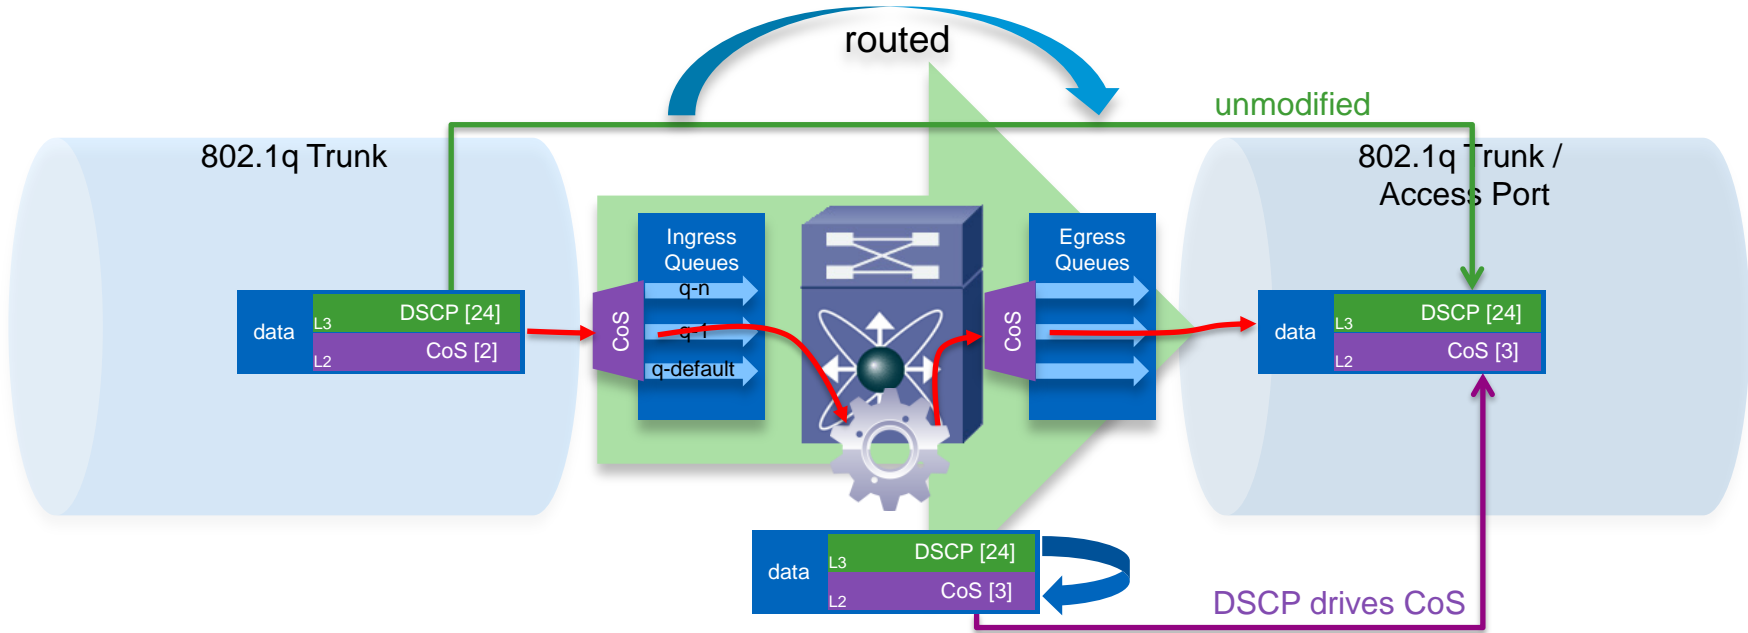 routed
unmodified
802.1q Trunk
802.1q Trunk /
Access Port
Ingress
Queues
q-n
q-1
q-default
CoS
Egress
Queues
CoS
data
L3
DSCP [24]
L2
CoS [2]
data
L3
DSCP [24]
L2
CoS [3]
data
L3
DSCP [24]
L2
CoS [3]
DSCP drives CoS